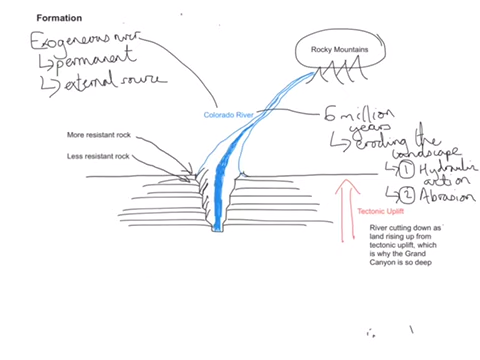 Formation
Exogeneous river
↳permanent
↳external source
Rocky Mountains
Colorado River
6 million
years
↳eroding the
landscape
↳① Hydraulic
action
↳② Abrasion
More resistant rock
Less resistant rock
Tectonic Uplift
River cutting down as
land rising up from
tectonic uplift, which
is why the Grand
Canyon is so deep